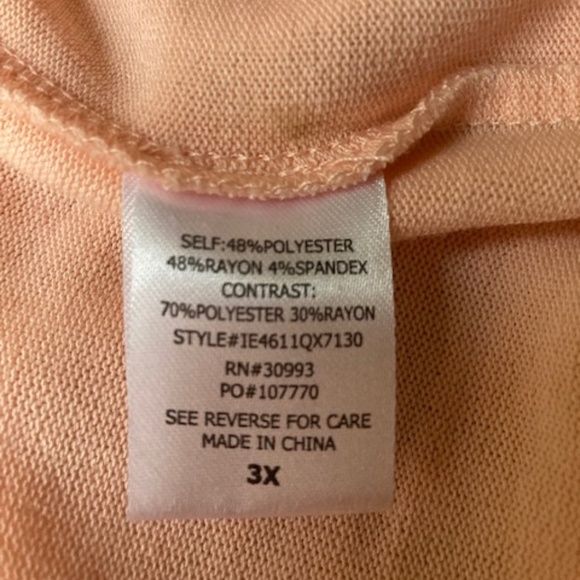 SELF:48%POLYESTER
48%RAYON 4%SPANDEX
CONTRAST:
70%POLYESTER 30%RAYON
STYLE#IE4611QX7130
RN#30993
PO#107770
SEE REVERSE FOR CARE
MADE IN CHINA
3X